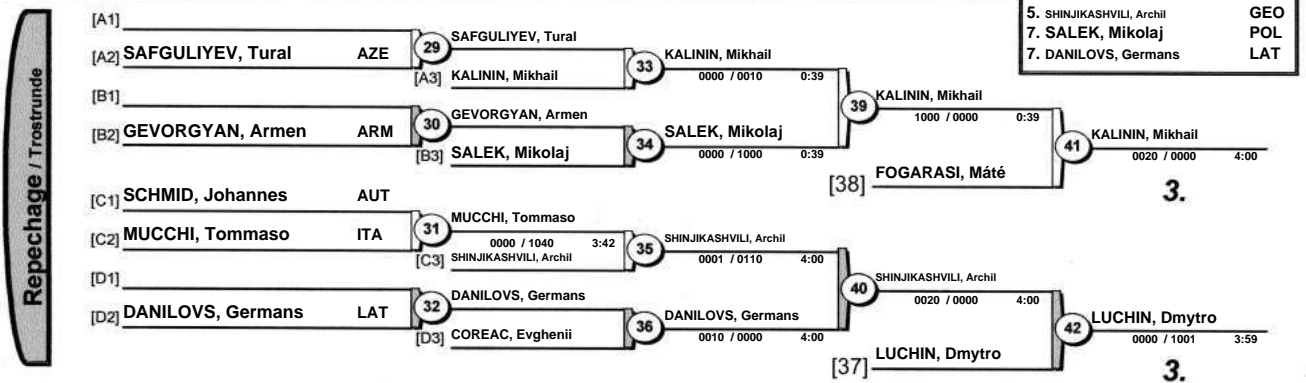 5. SHINJIKASHVILI, Archil GEO
7. SALEK, Mikolaj POL
7. DANILOVS, Germans LAT
Repechage / Trostrunde
[A1]
[A2] SAFGULIYEV, Tural AZE
29
SAFGULIYEV, Tural
[A3] KALININ, Mikhail
33
KALININ, Mikhail
0000 / 0010 0:39
[B1]
[B2] GEVORGYAN, Armen ARM
30
GEVORGYAN, Armen
[B3] SALEK, Mikolaj
34
SALEK, Mikolaj
0000 / 1000 0:39
39
KALININ, Mikhail
1000 / 0000 0:39
[38] FOGARASI, Máté
41
KALININ, Mikhail
0020 / 0000 4:00
3.
[C1] SCHMID, Johannes AUT
[C2] MUCCHI, Tommaso ITA
31
MUCCHI, Tommaso
0000 / 1040 3:42
[C3] SHINJIKASHVILI, Archil
35
SHINJIKASHVILI, Archil
0001 / 0110 4:00
[D1]
[D2] DANILOVS, Germans LAT
32
DANILOVS, Germans
[D3] COREAC, Evghenii
36
DANILOVS, Germans
0010 / 0000 4:00
40
SHINJIKASHVILI, Archil
0020 / 0000 4:00
[37] LUCHIN, Dmytro
42
LUCHIN, Dmytro
0000 / 1001 3:59
3.